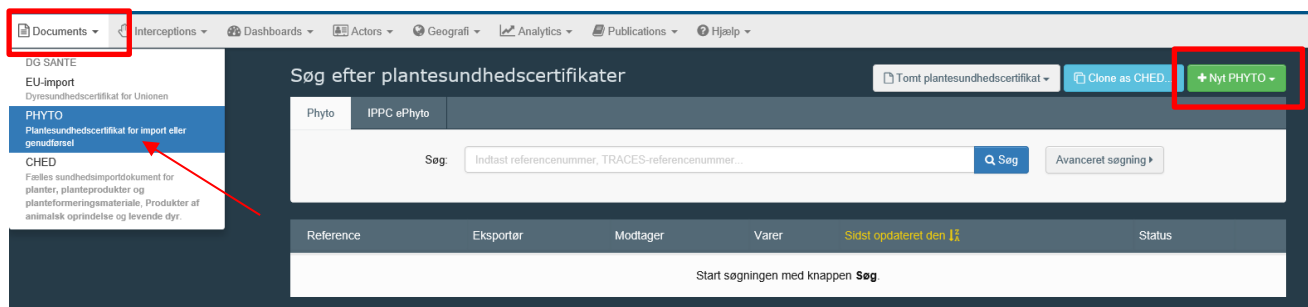 Documents Interceptions Dashboards Actors Geografi Analytics Publications Hjælp
DG SANTE
EU-import
Dyresundhedscertifikat for Unionen
PHYTO
Plantesundhedscertifikat for import eller
genudførsel
CHED
Fælles sundhedsimportdokument for
planter, planteprodukter og
planteformeringsmateriale, Produkter af
animalsk oprindelse og levende dyr.
Søg efter plantesundhedscertifikater
Tomt plantesundhedscertifikat Clone as CHED... Nyt PHYTO
Phyto IPPC ePhyto
Søg: Indtast referencenummer, TRACES-referencenummer... Søg Avanceret søgning
Reference Eksportør Modtager Varer Sidst opdateret den Status
Start søgningen med knappen Søg.